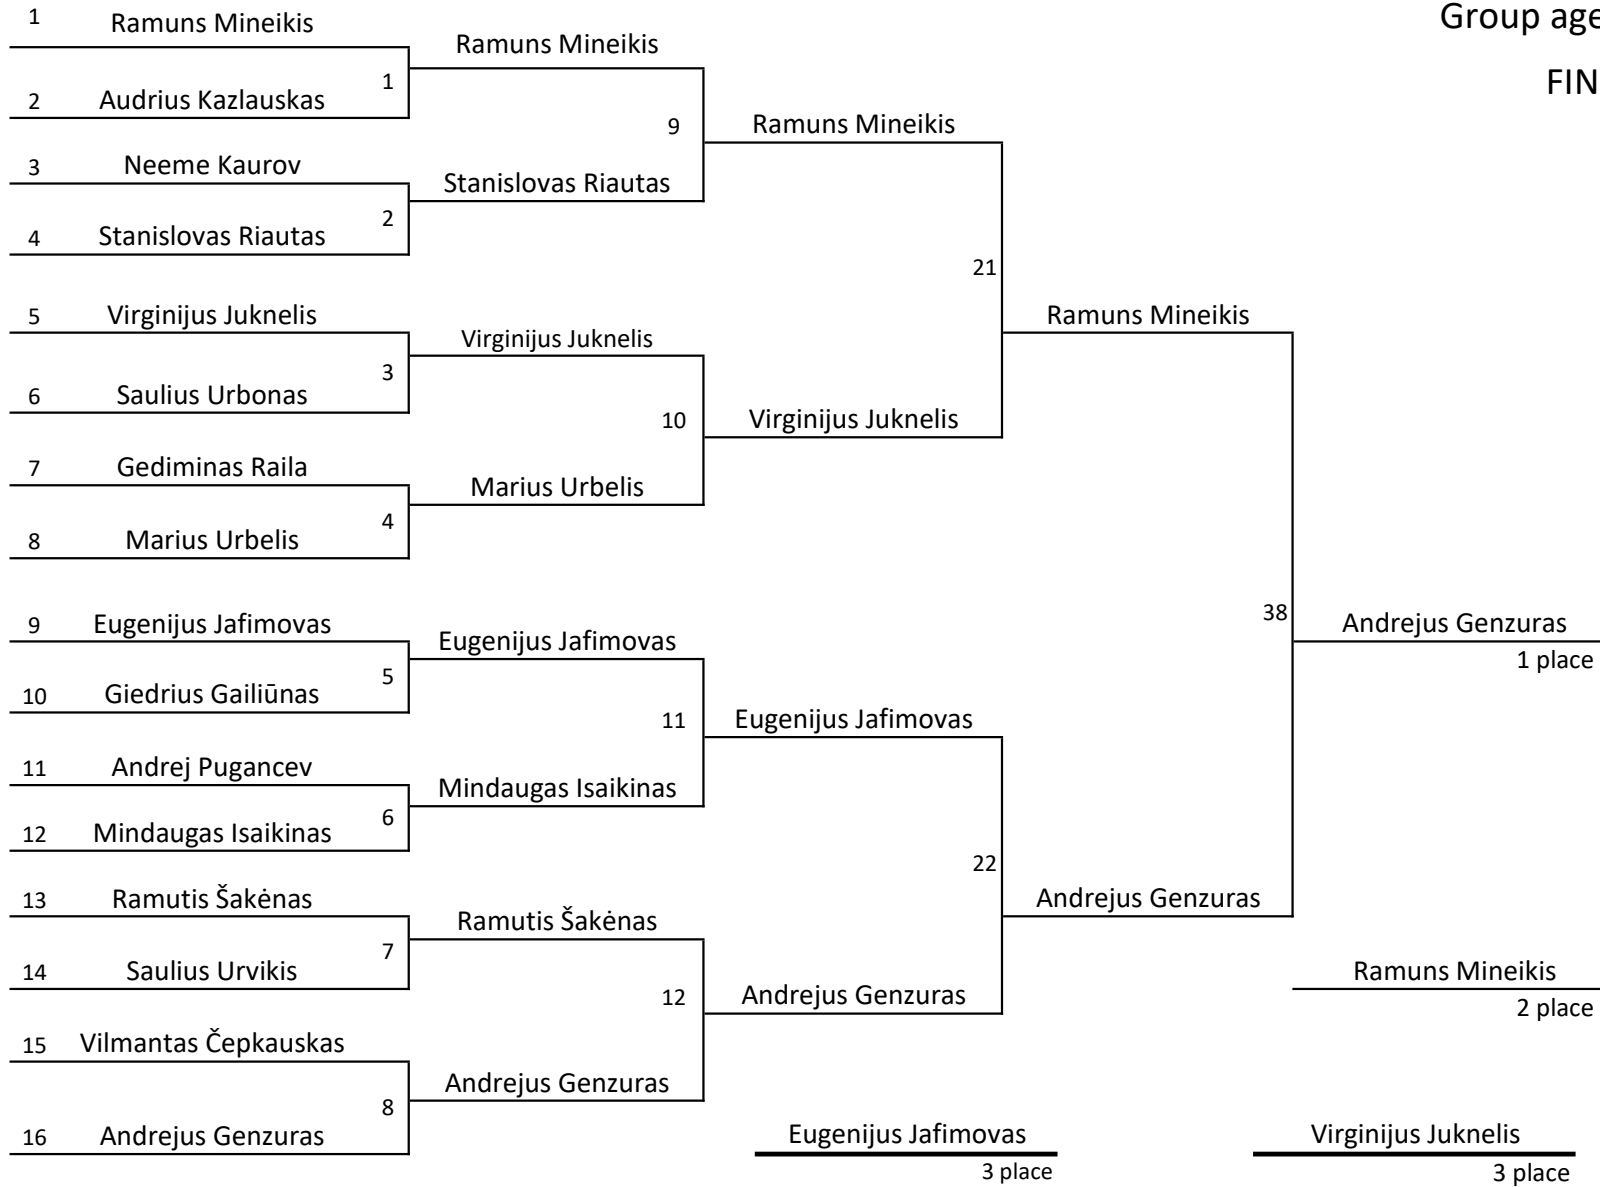 Group age
FIN
1 Ramuns Mineikis
2 Audrius Kazlauskas
1
3 Neeme Kaurov
4 Stanislovas Riautas
2
5 Virginijus Juknelis
6 Saulius Urbonas
3
7 Gediminas Raila
8 Marius Urbelis
4
9 Eugenijus Jafimovas
10 Giedrius Gailiūnas
5
11 Andrej Pugancev
12 Mindaugas Isaikinas
6
13 Ramutis Šakėnas
14 Saulius Urvikis
7
15 Vilmantas Čepkauskas
16 Andrejus Genzuras
8
Ramuns Mineikis
9
Stanislovas Riautas
Virginijus Juknelis
10
Marius Urbelis
Eugenijus Jafimovas
11
Mindaugas Isaikinas
Ramutis Šakėnas
12
Andrejus Genzuras
Ramuns Mineikis
21
Virginijus Juknelis
Eugenijus Jafimovas
22
Andrejus Genzuras
Ramuns Mineikis
38
Andrejus Genzuras
Andrejus Genzuras
1 place
Ramuns Mineikis
2 place
Eugenijus Jafimovas
3 place
Virginijus Juknelis
3 place